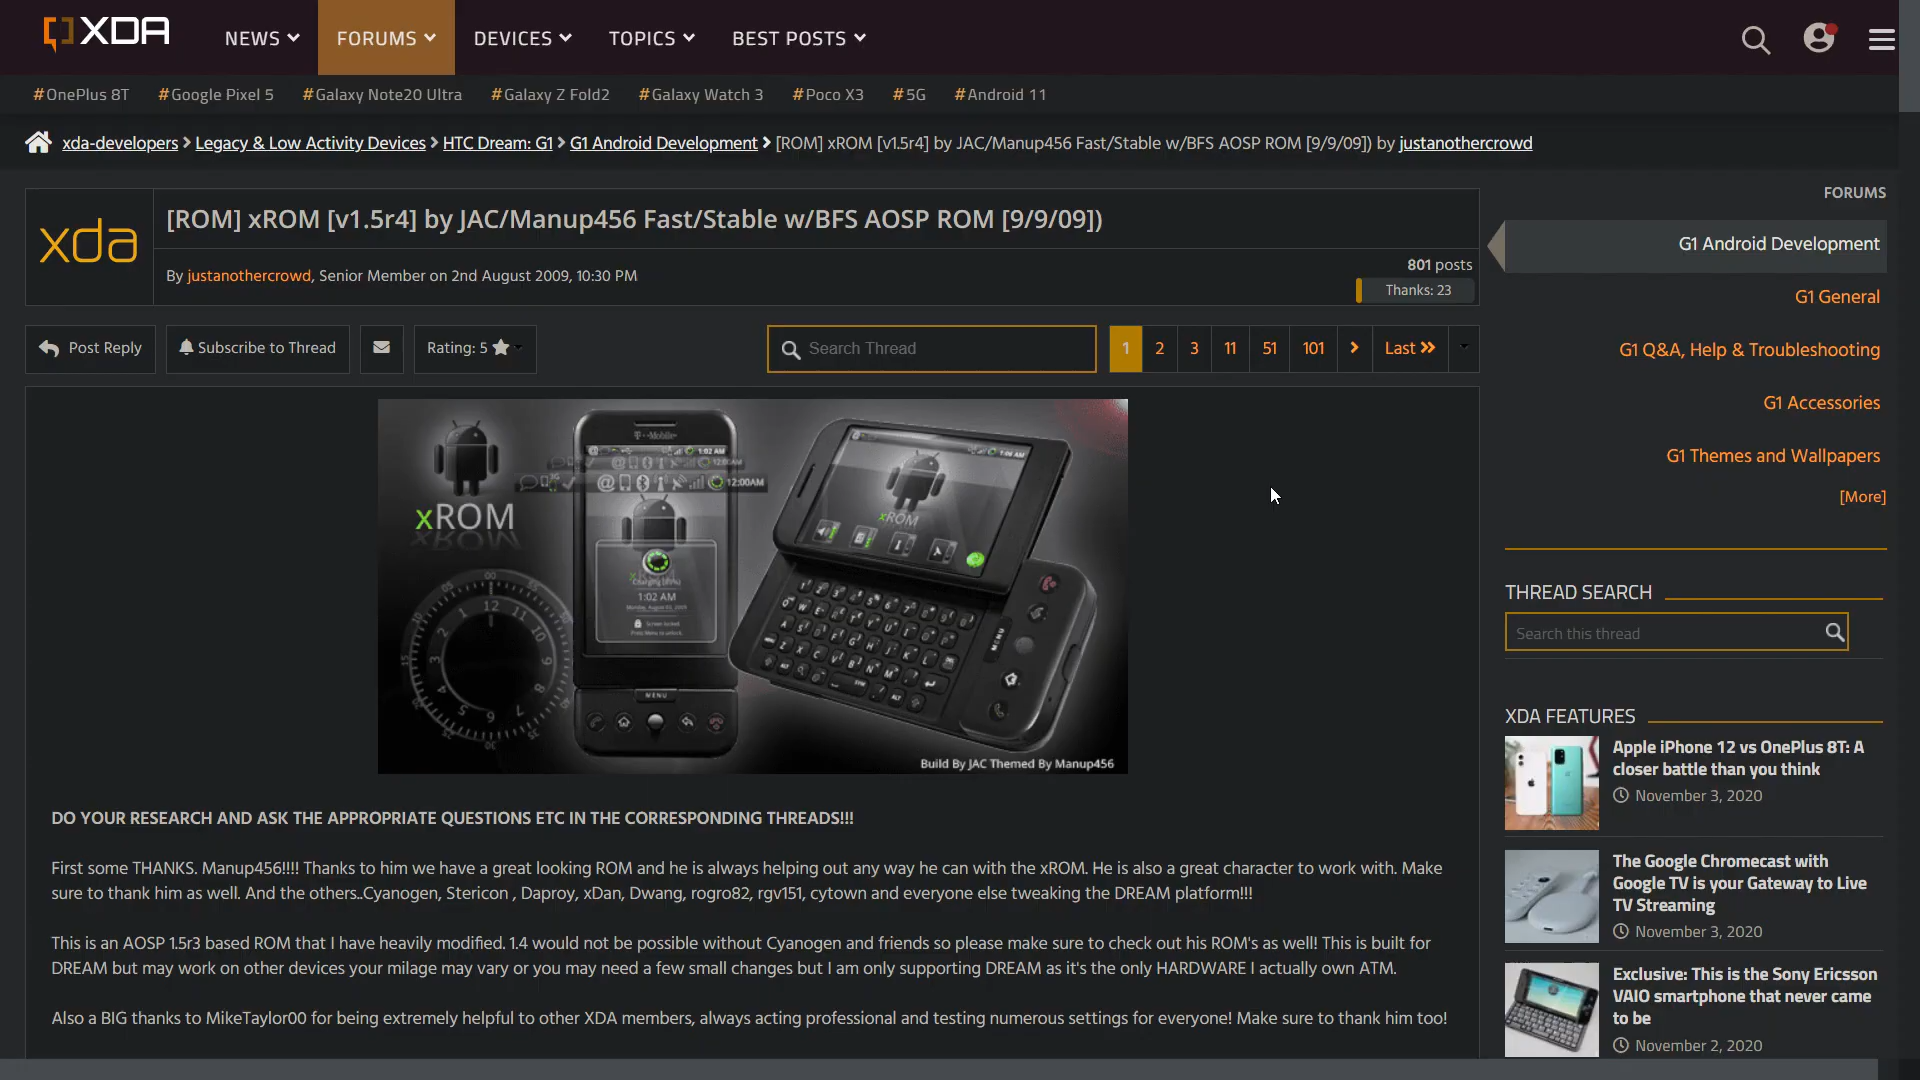 XDA
NEWS
FORUMS
DEVICES
TOPICS
BEST POSTS
#OnePlus 8T
#Google Pixel 5
#Galaxy Note20 Ultra
#Galaxy Z Fold2
#Galaxy Watch 3
#Poco X3
#5G
#Android 11
xda-developers > Legacy & Low Activity Devices > HTC Dream: G1 > G1 Android Development > [ROM] xROM [v1.5r4] by JAC/Manup456 Fast/Stable w/BFS AOSP ROM [9/9/09]) by justanothercrowd
xda
[ROM] xROM [v1.5r4] by JAC/Manup456 Fast/Stable w/BFS AOSP ROM [9/9/09])
By justanothercrowd, Senior Member on 2nd August 2009, 10:30 PM
801 posts
Thanks: 23
Post Reply
Subscribe to Thread
Rating: 5
Search Thread
1 2 3 11 51 101 > Last
xROM
T-Mobile
1:02 AM
12:00AM
1:02 AM
MENU
xROM
MENU
Build By JAC Themed By Manup456
DO YOUR RESEARCH AND ASK THE APPROPRIATE QUESTIONS ETC IN THE CORRESPONDING THREADS!!!
First some THANKS. Manup456!!!! Thanks to him we have a great looking ROM and he is always helping out any way he can with the xROM. He is also a great character to work with. Make
sure to thank him as well. And the others..Cyanogen, Stericon , Daproy, xDan, Dwang, rogro82, rgv151, cytown and everyone else tweaking the DREAM platform!!!
This is an AOSP 1.5r3 based ROM that I have heavily modified. 1.4 would not be possible without Cyanogen and friends so please make sure to check out his ROM's as well! This is built for
DREAM but may work on other devices your milage may vary or you may need a few small changes but I am only supporting DREAM as it's the only HARDWARE I actually own ATM.
Also a BIG thanks to MikeTaylor00 for being extremely helpful to other XDA members, always acting professional and testing numerous settings for everyone! Make sure to thank him too!
FORUMS
G1 Android Development
G1 General
G1 Q&A, Help & Troubleshooting
G1 Accessories
G1 Themes and Wallpapers
[More]
THREAD SEARCH
Search this thread
XDA FEATURES
Apple iPhone 12 vs OnePlus 8T: A
closer battle than you think
November 3, 2020
The Google Chromecast with
Google TV is your Gateway to Live
TV Streaming
November 3, 2020
Exclusive: This is the Sony Ericsson
VAIO smartphone that never came
to be
November 2, 2020